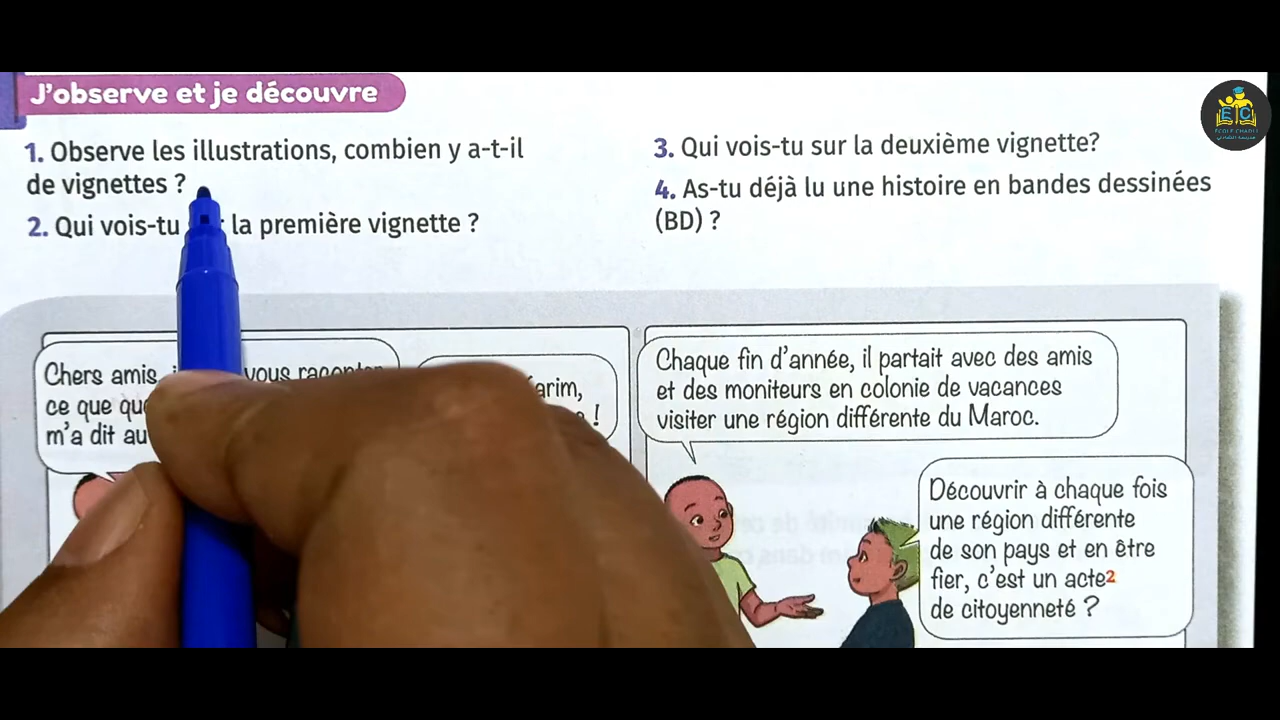 J'observe et je découvre
1. Observe les illustrations, combien y a-t-il
de vignettes ?
2. Qui vois-tu la première vignette ?
3. Qui vois-tu sur la deuxième vignette?
4. As-tu déjà lu une histoire en bandes dessinées
(BD) ?
Chers amis, vous raconter
ce que
m'a dit au
arim,
!
Chaque fin d'année, il partait avec des amis
et des moniteurs en colonie de vacances
visiter une région différente du Maroc.
Découvrir à chaque fois
une région différente
de son pays et en être
fier, c'est un acte2
de citoyenneté ?
EC